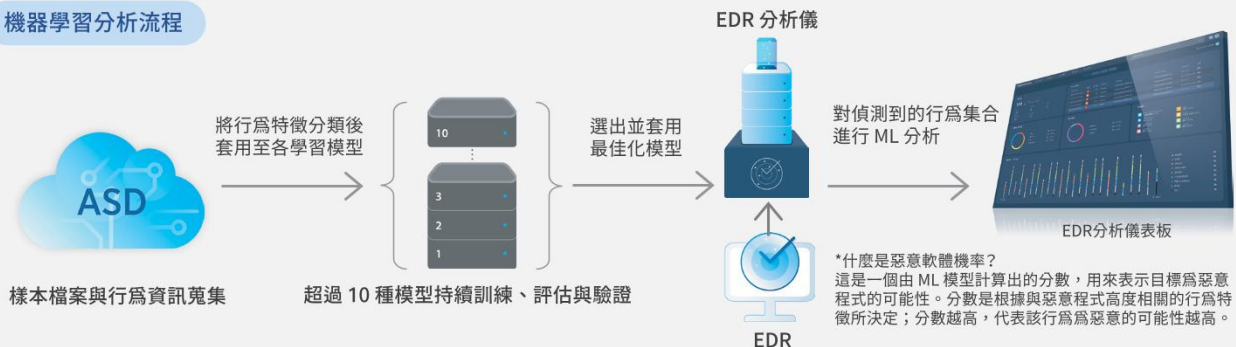 機器學習分析流程
ASD
樣本檔案與行爲資訊蒐集
將行爲特徵分類後
套用至各學習模型
10
3
2
1
超過 10 種模型持續訓練、評估與驗證
選出並套用
最佳化模型
EDR 分析儀
EDR
對偵測到的行爲集合
進行 ML 分析
EDR分析儀表板
*什麼是惡意軟體機率?
這是一個由 ML 模型計算出的分數,用來表示目標爲惡意
程式的可能性。分數是根據與惡意程式高度相關的行爲特
徵所決定;分數越高,代表該行爲爲惡意的可能性越高。